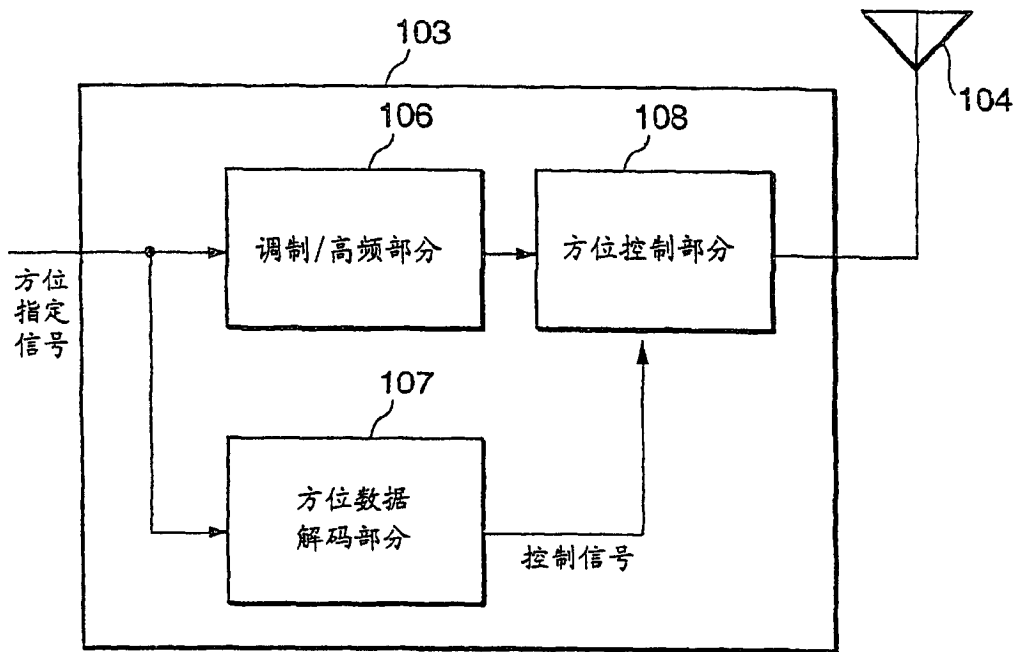 103
104
106
108
调制/高频部分
方位控制部分
方位
指定
信号
107
方位数据
解码部分
控制信号